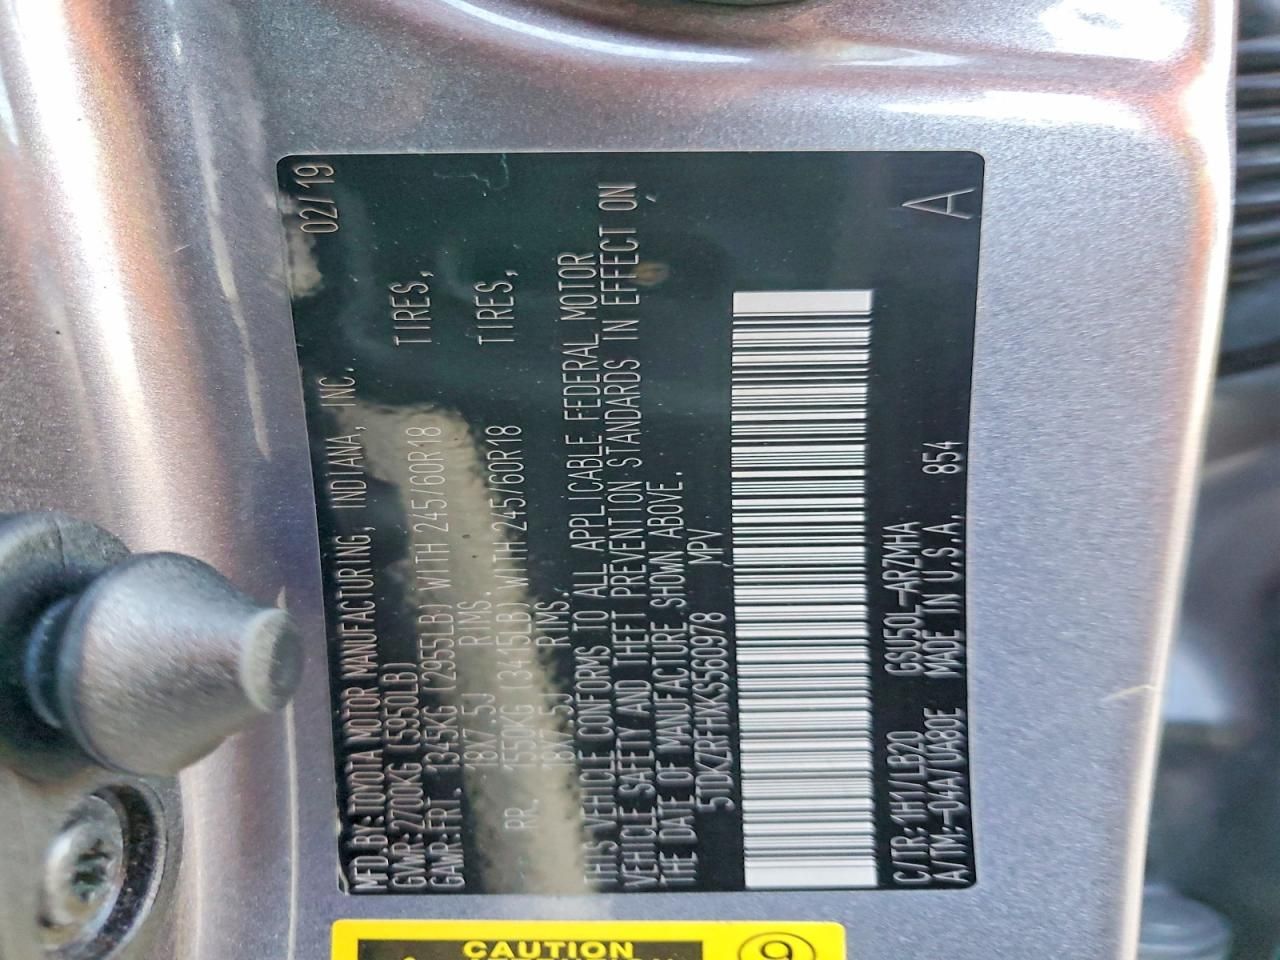 MFD.BY:TOYOTA MOTOR MANUFACTURING, INDIANA, INC. 02/19
GVWR:2700KG (5950LB)
GAWR:FRT. 1345KG (2955LB) WITH 245/60R18 TIRES,
18X7.5J RIMS.
RR. 1550KG (3415LB) WITH 245/60R18 TIRES,
18X7.5J RIMS.
THIS VEHICLE CONFORMS TO ALL APPLICABLE FEDERAL MOTOR
VEHICLE SAFETY AND THEFT PREVENTION STANDARDS IN EFFECT ON
THE DATE OF MANUFACTURE SHOWN ABOVE.
5TDKZRFHXKS560978 MPV
C/TR:1H1/LB20 GSU50L-ARZMHA
A/TM:-04A/UA80E MADE IN U.S.A. 854 A
CAUTION 9